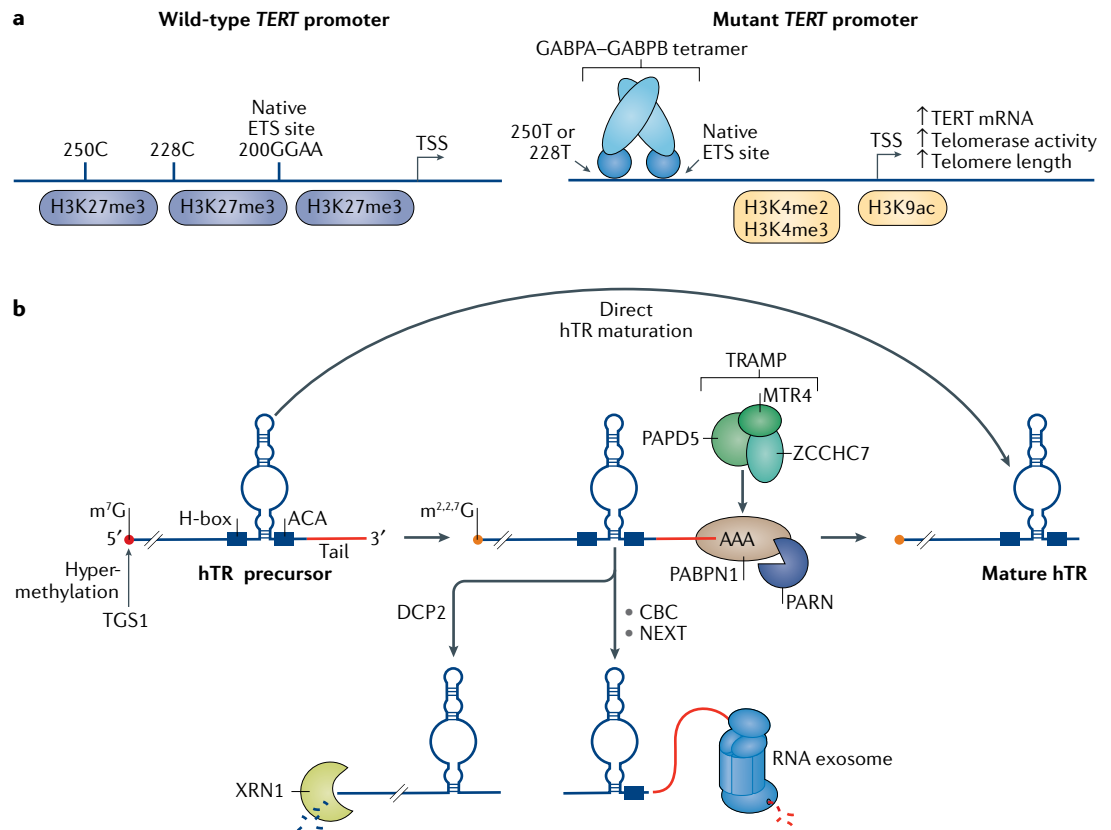 a
Wild-type TERT promoter
250C
228C
Native
ETS site
200GGAA
TSS
H3K27me3
H3K27me3
H3K27me3
Mutant TERT promoter
GABPA–GABPB tetramer
250T or
228T
Native
ETS site
TSS
↑ TERT mRNA
↑ Telomerase activity
↑ Telomere length
H3K4me2
H3K4me3
H3K9ac
b
Direct
hTR maturation
TRAMP
MTR4
PAPD5
ZCCHC7
m⁷G
5′
H-box
ACA
Tail
3′
Hyper-
methylation
TGS1
hTR precursor
m²,²,⁷G
AAA
PABPN1
PARN
Mature hTR
DCP2
• CBC
• NEXT
XRN1
RNA exosome